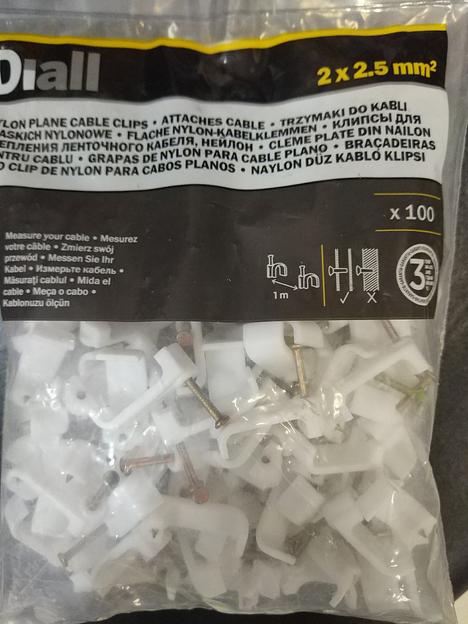 Diall
2 x 2.5 mm²
YLON PLANE CABLE CLIPS • ATTACHES CABLE • TRZYMAKI DO KABLI
ASKICH NYLONOWE • FLACHE NYLON-KABELKLEMMEN • КЛИПСЫ ДЛЯ
ЕПЛЕНИЯ ЛЕНТОЧНОГО КАБЕЛЯ, НЕЙЛОН • CLEME PLATE DIN NAILON
NTRU CABLU • GRAPAS DE NYLON PARA CABLE PLANO • BRAÇADEIRAS
O CLIP DE NYLON PARA CABOS PLANOS • NAYLON DÜZ KABLO KLIPSI
x 100
Measure your cable • Mesurez
votre câble • Zmierz swój
przewód • Messen Sie Ihr
Kabel • Измерьте кабель •
Măsurați cablul • Mida el
cable • Meça o cabo •
Kablonuzu ölçün
1 m
3